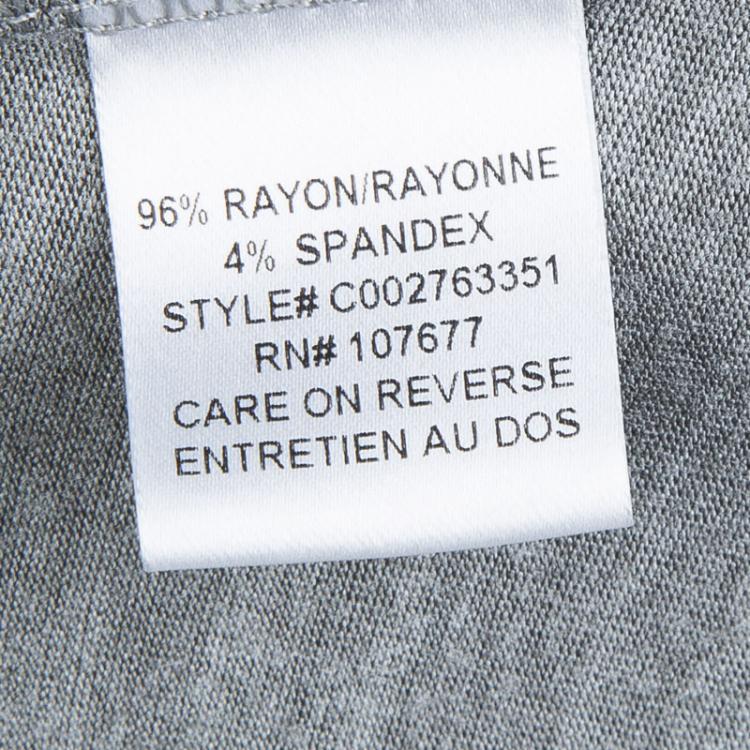 96% RAYON/RAYONNE
4% SPANDEX
STYLE# C002763351
RN# 107677
CARE ON REVERSE
ENTRETIEN AU DOS